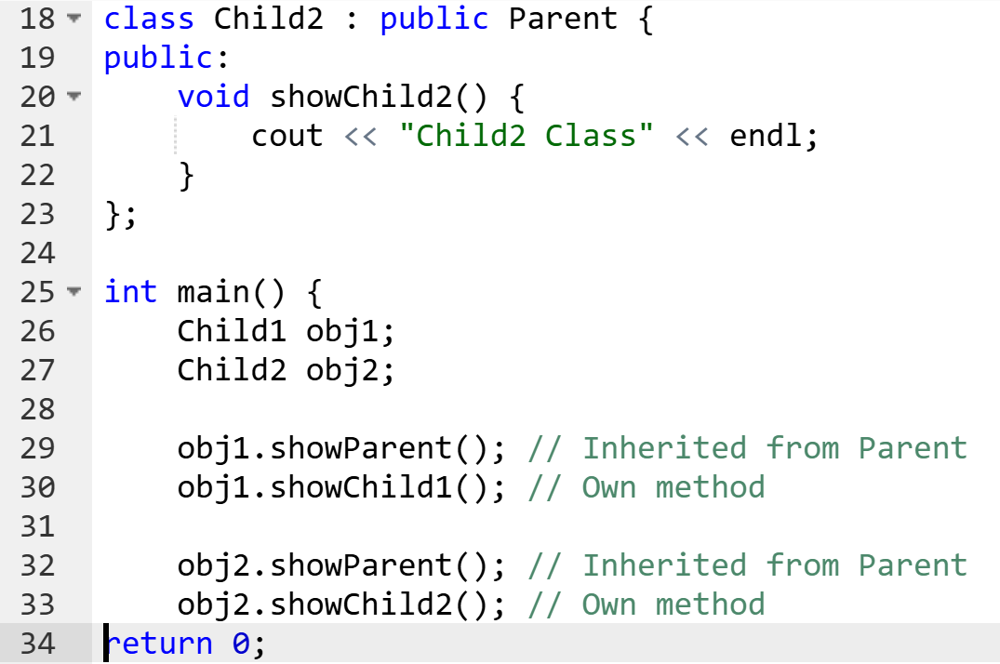 18 class Child2 : public Parent {
19 public:
20     void showChild2() {
21         cout << "Child2 Class" << endl;
22     }
23 };
24
25 int main() {
26     Child1 obj1;
27     Child2 obj2;
28
29     obj1.showParent(); // Inherited from Parent
30     obj1.showChild1(); // Own method
31
32     obj2.showParent(); // Inherited from Parent
33     obj2.showChild2(); // Own method
34 return 0;